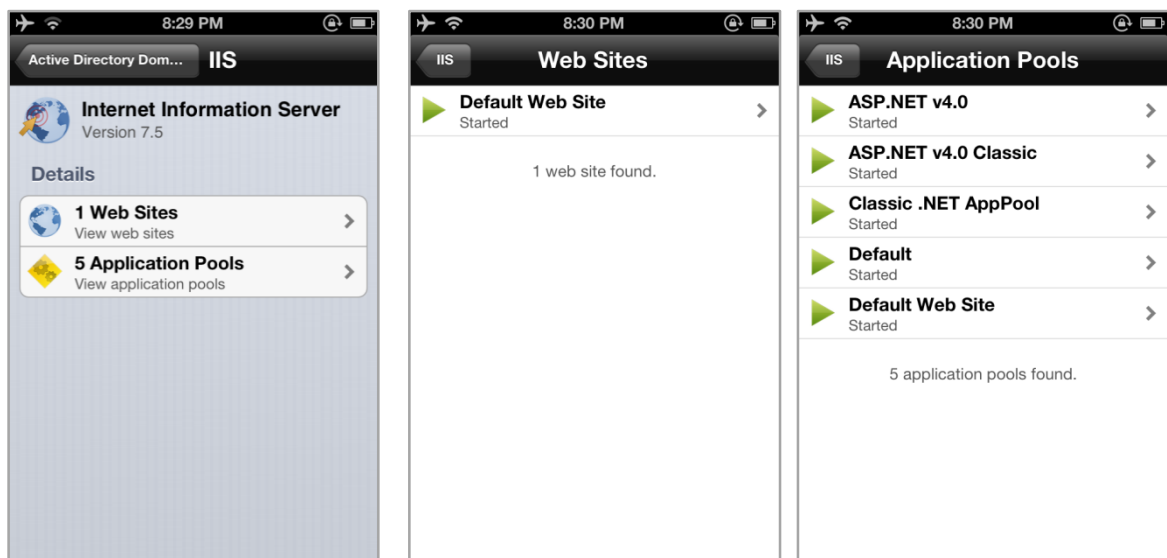 8:29 PM
Active Directory Dom...
IIS
Internet Information Server
Version 7.5
Details
1 Web Sites
View web sites
5 Application Pools
View application pools
8:30 PM
IIS
Web Sites
Default Web Site
Started
1 web site found.
8:30 PM
IIS
Application Pools
ASP.NET v4.0
Started
ASP.NET v4.0 Classic
Started
Classic .NET AppPool
Started
Default
Started
Default Web Site
Started
5 application pools found.